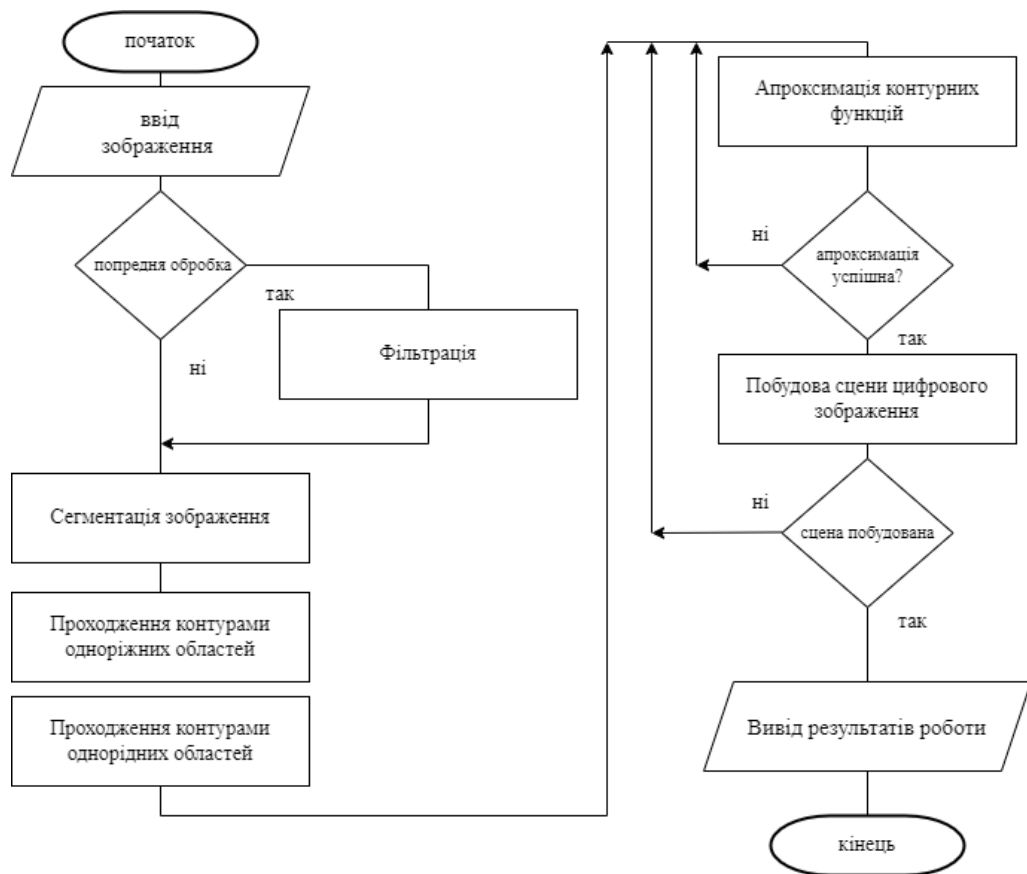 початок
ввід
зображення
попредня обробка
так
Фільтрація
ні
Сегментація зображення
Проходження контурами
одноріжних областей
Проходження контурами
однорідних областей
Апроксимація контурних
функцій
ні
апроксимація
успішна?
так
Побудова сцени цифрового
зображення
ні
сцена побудована
так
Вивід результатів роботи
кінець